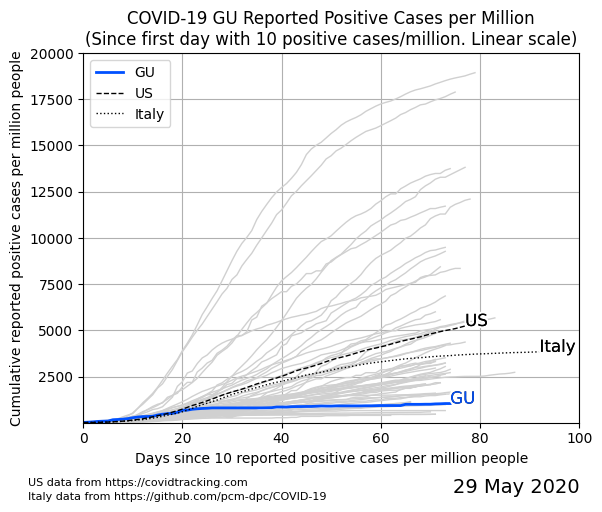 COVID-19 GU Reported Positive Cases per Million
(Since first day with 10 positive cases/million. Linear scale)
Cumulative reported positive cases per million people
20000
17500
15000
12500
10000
7500
5000
2500
GU
US
Italy
US
Italy
GU
0
20
40
60
80
100
Days since 10 reported positive cases per million people
US data from https://covidtracking.com
Italy data from https://github.com/pcm-dpc/COVID-19
29 May 2020